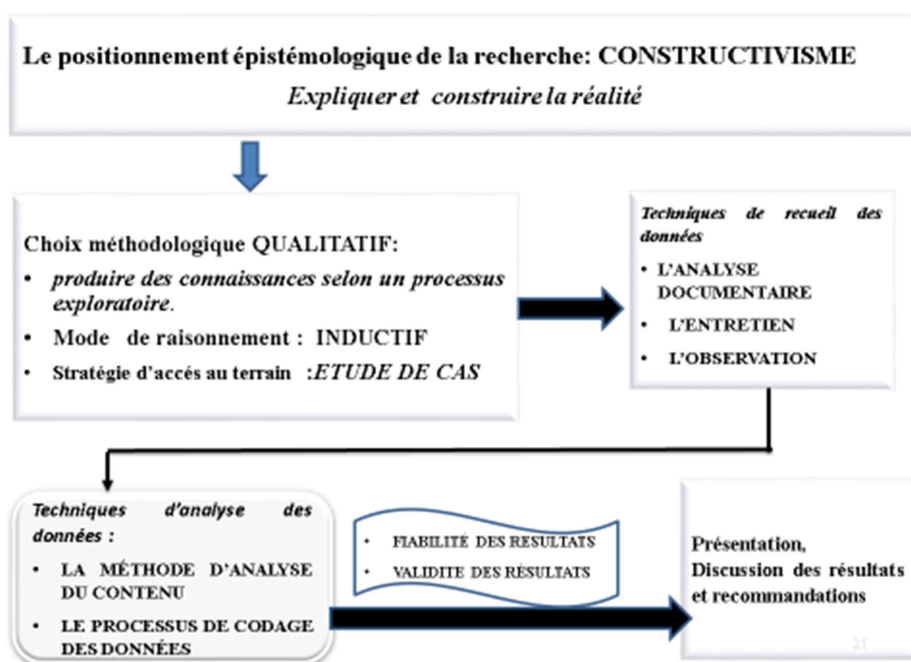 Le positionnement épistémologique de la recherche: CONSTRUCTIVISME
Expliquer et construire la réalité
Choix méthodologique QUALITATIF:
• produire des connaissances selon un processus
exploratoire.
• Mode de raisonnement : INDUCTIF
• Stratégie d'accés au terrain :ETUDE DE CAS
Techniques de recueil des
données
• L'ANALYSE
DOCUMENTAIRE
• L'ENTRETIEN
• L'OBSERVATION
Techniques d'analyse des
données :
• LA MÉTHODE D'ANALYSE
DU CONTENU
• LE PROCESSUS DE CODAGE
DES DONNÉES
• FIABILITÉ DES RESULTATS
• VALIDITE DES RÉSULTATS
Présentation,
Discussion des résultats
et recommandations
21